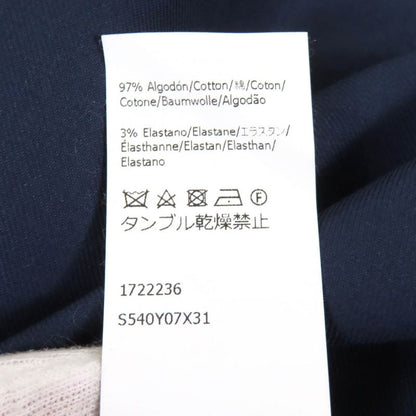 97% Algodón/Cotton/綿/Coton/
Cotone/Baumwolle/Algodão
3% Elastano/Elastane/エラスタン/
Élasthanne/Elastan/Elasthan/
Elastano
F
タンブル乾燥禁止
1722236
S540Y07X31